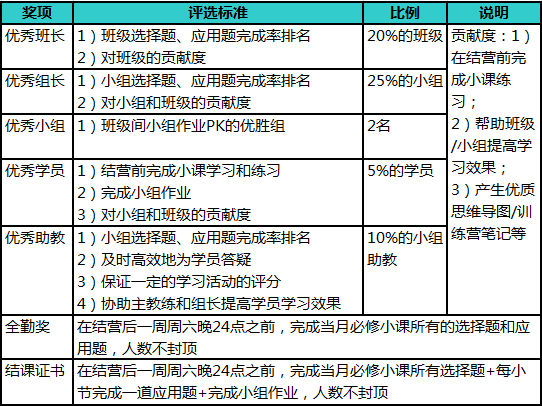 奖项 评选标准 比例 说明
优秀班长 1）班级选择题、应用题完成率排名 20%的班级
2）对班级的贡献度
优秀组长 1）小组选择题、应用题完成率排名 25%的小组
2）对小组和班级的贡献度
优秀小组 1）班级间小组作业PK的优胜组 2名
优秀学员 1）结营前完成小课学习和练习 5%的学员
2）完成小组作业
3）对小组和班级的贡献度
优秀助教 1）小组选择题、应用题完成率排名 10%的小组
2）及时高效地为学员答疑 助教
3）保证一定的学习活动的评分
4）协助主教练和组长提高学员学习效果
贡献度：1）
在结营前完
成小课练
习；
2）帮助班级
/小组提高学
习效果；
3）产生优质
思维导图/训
练营笔记等
全勤奖 在结营后一周周六晚24点之前，完成当月必修小课所有的选择题和应
用题，人数不封顶
结课证书 在结营后一周周六晚24点之前，完成当月必修小课所有选择题+每小
节完成一道应用题+完成小组作业，人数不封顶